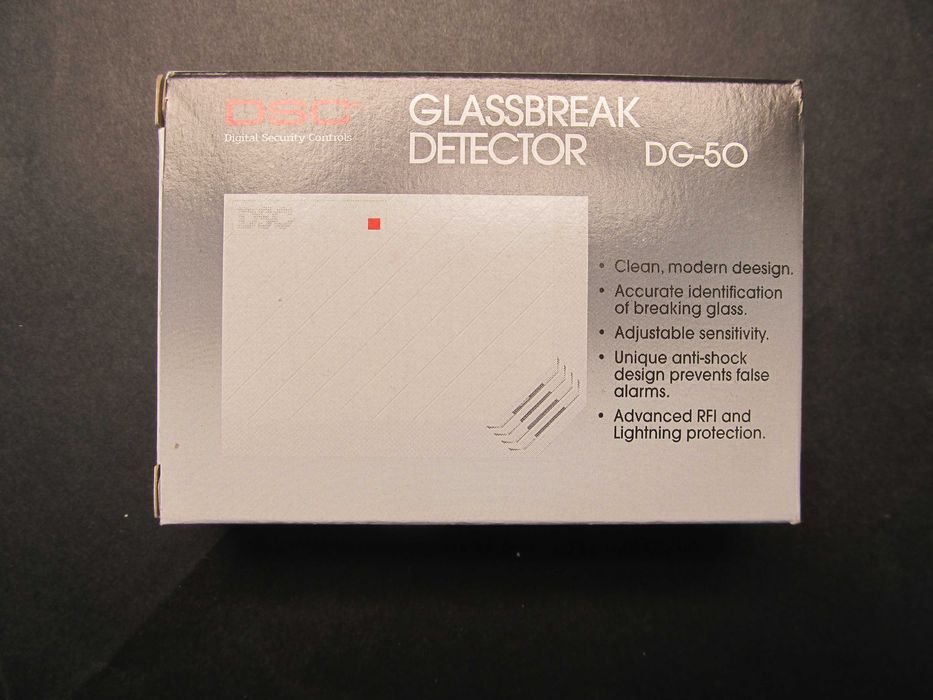 DSC
Digital Security Controls
GLASSBREAK
DETECTOR
DG-50
DSC
• Clean, modern deesign.
• Accurate identification
of breaking glass.
• Adjustable sensitivity.
• Unique anti-shock
design prevents false
alarms.
• Advanced RFI and
Lightning protection.